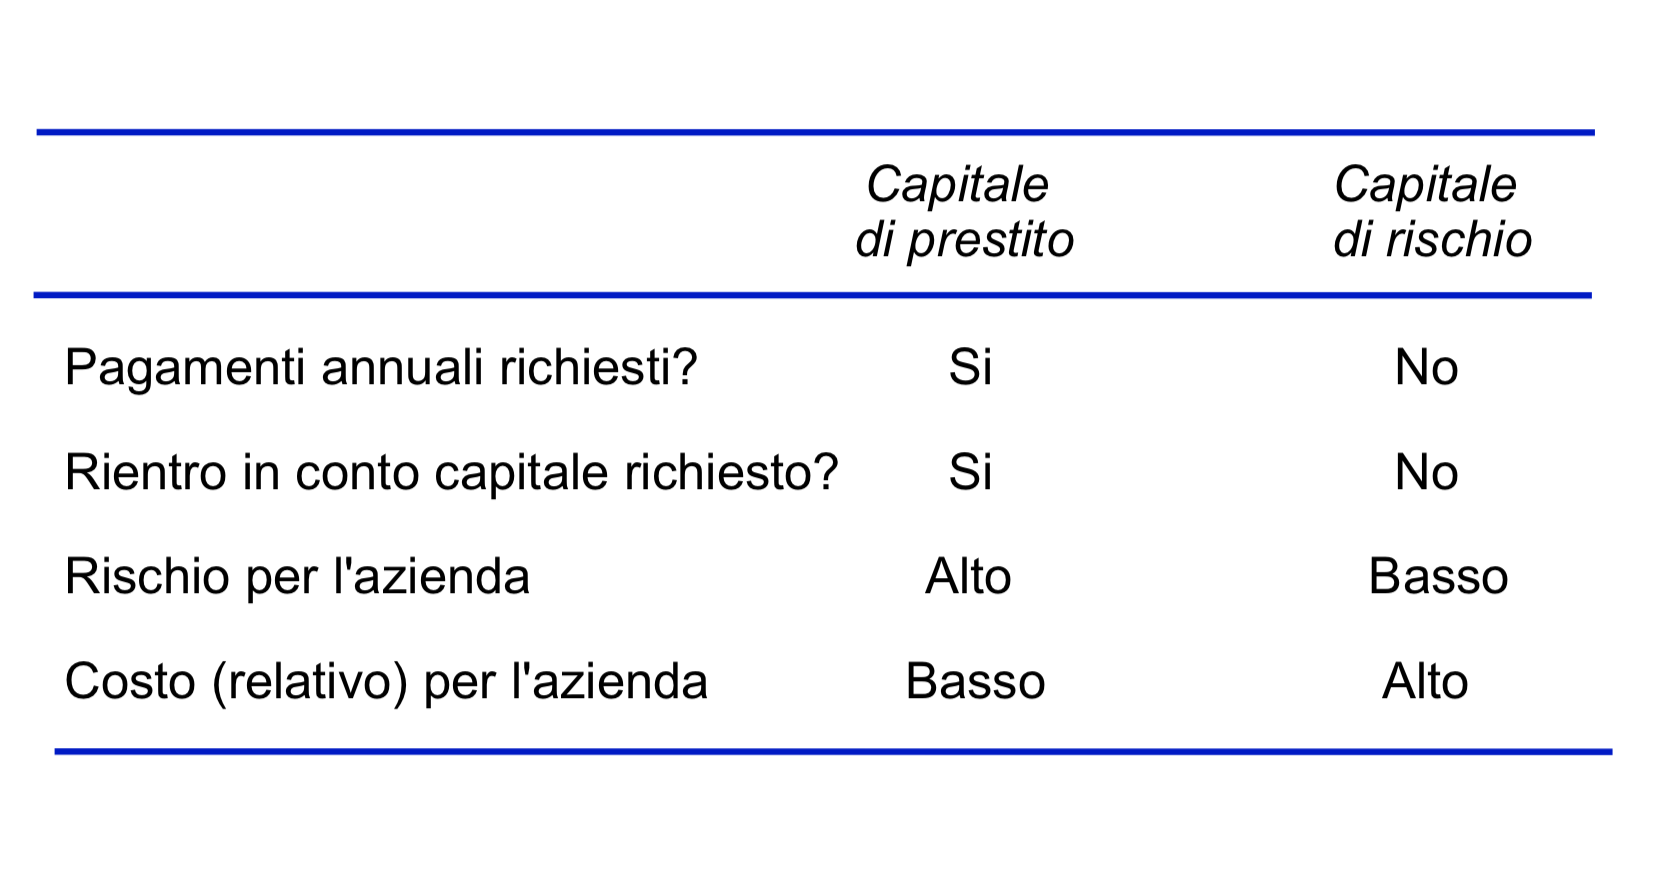 Capitale Capitale
di prestito di rischio
Pagamenti annuali richiesti? Si No
Rientro in conto capitale richiesto? Si No
Rischio per l'azienda Alto Basso
Costo (relativo) per l'azienda Basso Alto